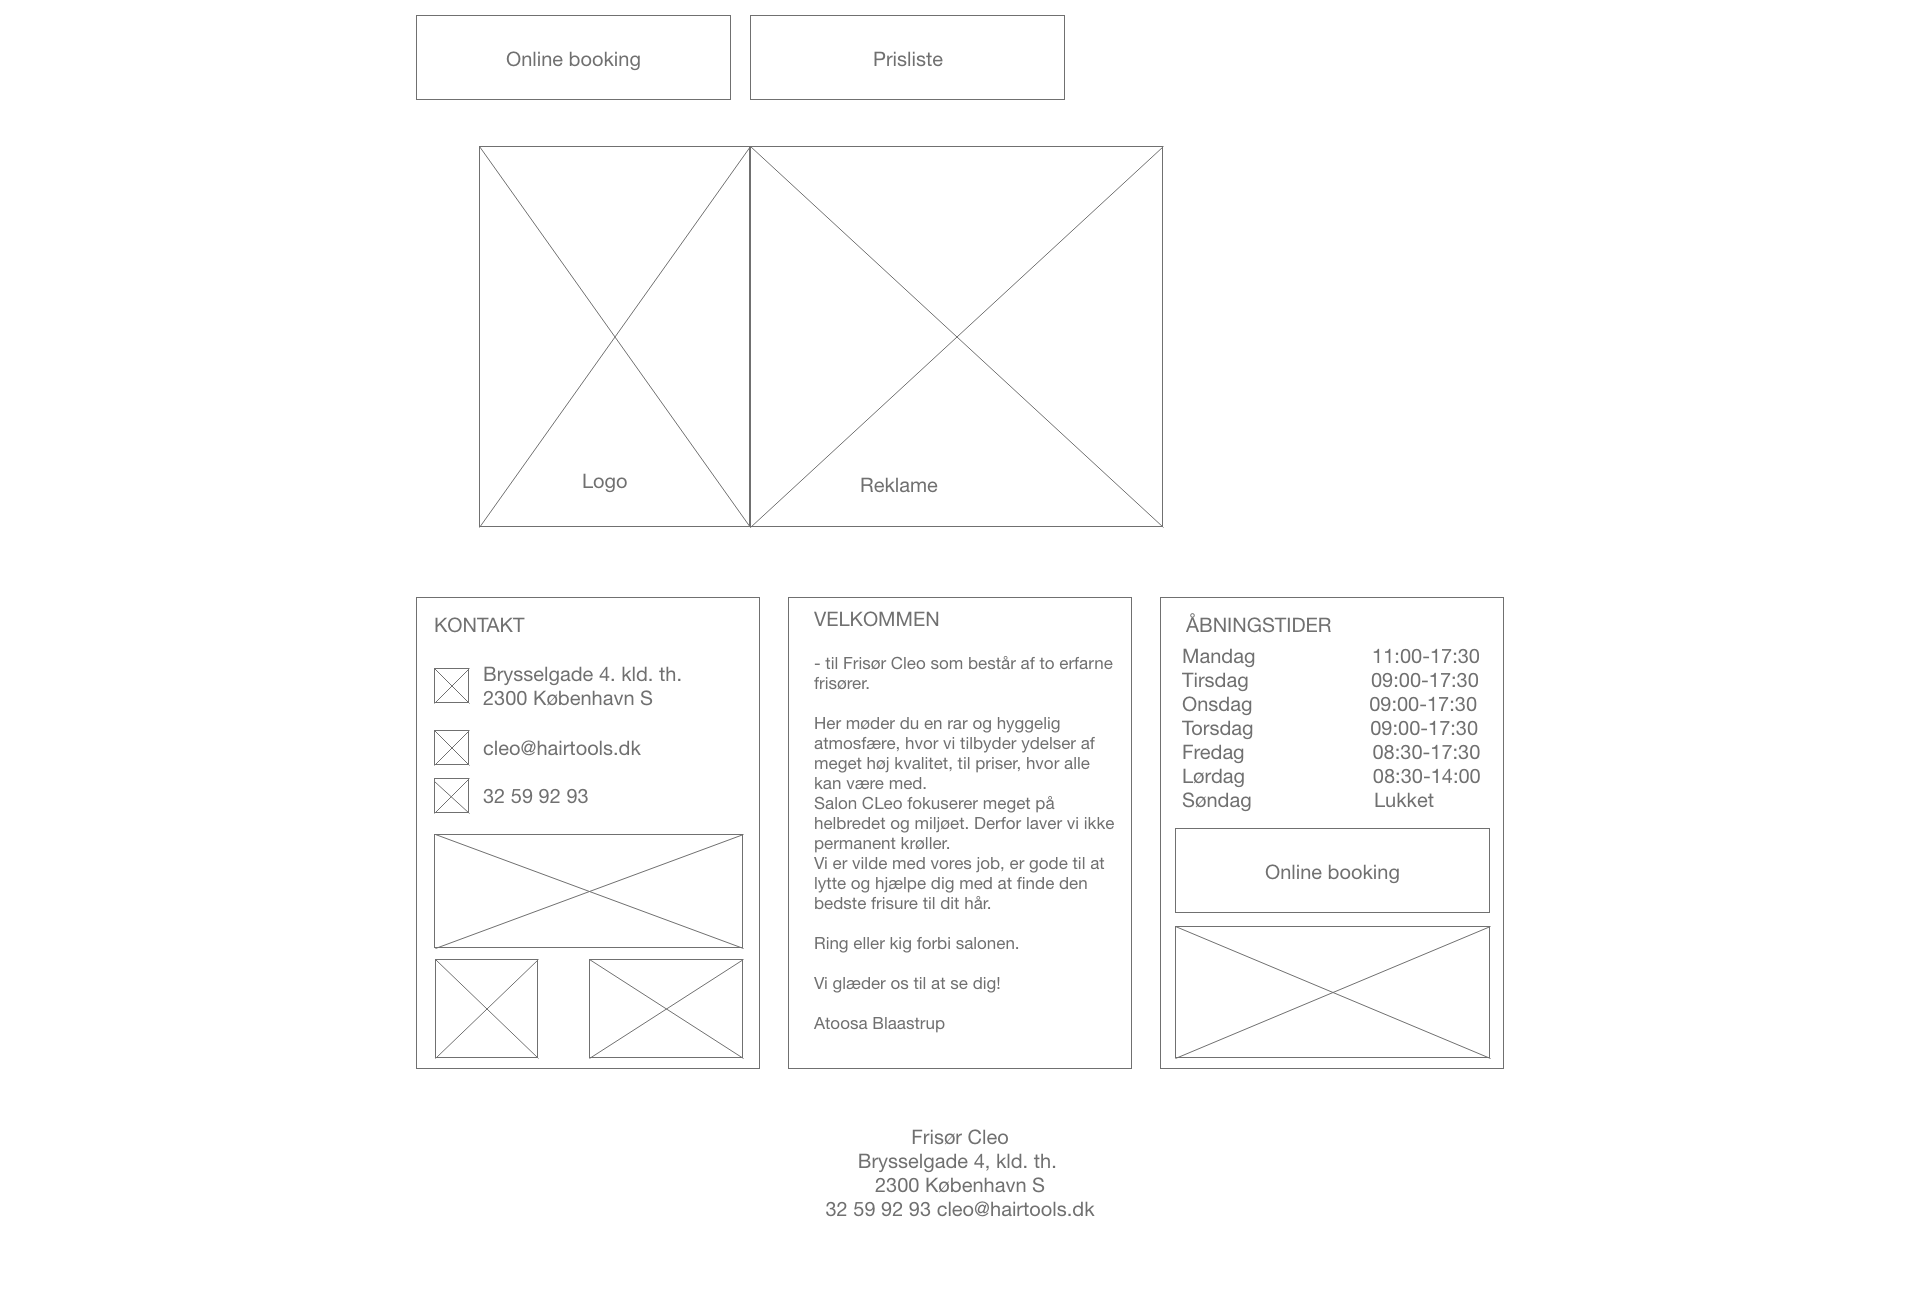 Online booking
Prisliste
Logo
Reklame
KONTAKT
Brysselgade 4. kld. th.
2300 København S
cleo@hairtools.dk
32 59 92 93
VELKOMMEN
- til Frisør Cleo som består af to erfarne
frisører.
Her møder du en rar og hyggelig
atmosfære, hvor vi tilbyder ydelser af
meget høj kvalitet, til priser, hvor alle
kan være med.
Salon CLeo fokuserer meget på
helbredet og miljøet. Derfor laver vi ikke
permanent krøller.
Vi er vilde med vores job, er gode til at
lytte og hjælpe dig med at finde den
bedste frisure til dit hår.
Ring eller kig forbi salonen.
Vi glæder os til at se dig!
Atoosa Blaastrup
ÅBNINGSTIDER
Mandag 11:00-17:30
Tirsdag 09:00-17:30
Onsdag 09:00-17:30
Torsdag 09:00-17:30
Fredag 08:30-17:30
Lørdag 08:30-14:00
Søndag Lukket
Online booking
Frisør Cleo
Brysselgade 4, kld. th.
2300 København S
32 59 92 93 cleo@hairtools.dk